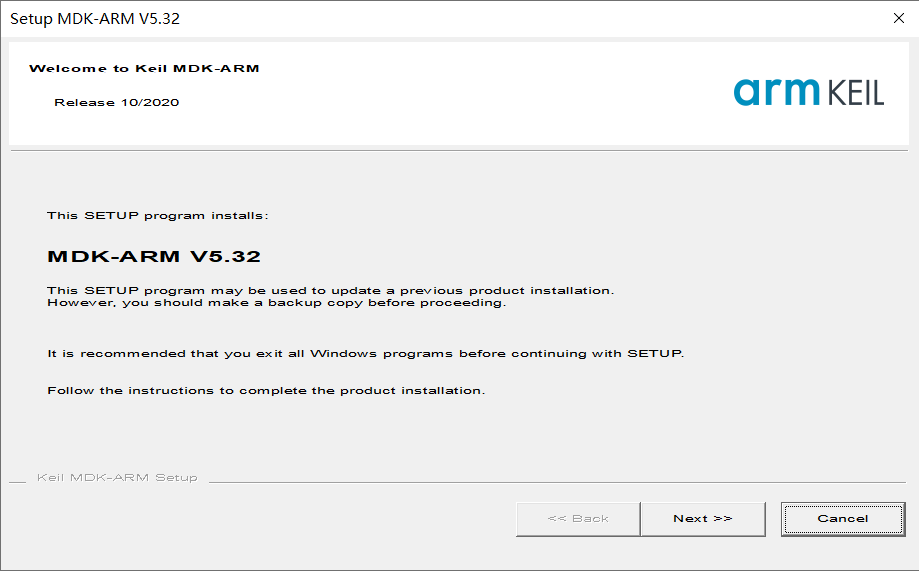 Setup MDK-ARM V5.32
Welcome to Keil MDK-ARM
Release 10/2020
arm KEIL
This SETUP program installs:
MDK-ARM V5.32
This SETUP program may be used to update a previous product installation.
However, you should make a backup copy before proceeding.
It is recommended that you exit all Windows programs before continuing with SETUP.
Follow the instructions to complete the product installation.
Keil MDK-ARM Setup
<< Back
Next >>
Cancel